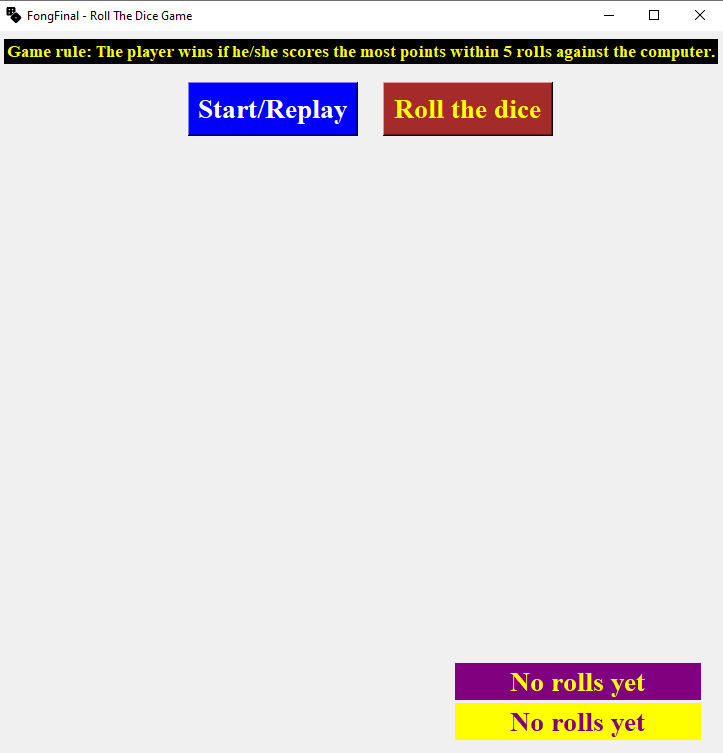 FongFinal - Roll The Dice Game
Game rule: The player wins if he/she scores the most points within 5 rolls against the computer.
Start/Replay Roll the dice
No rolls yet
No rolls yet